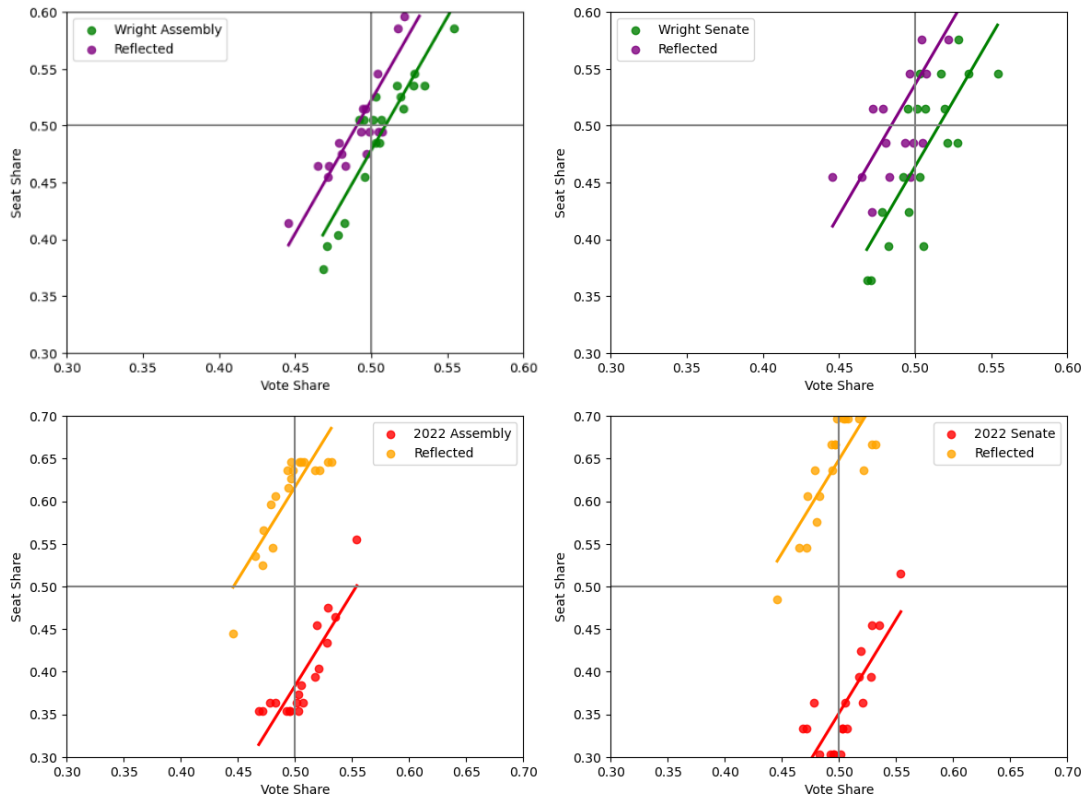 Wright Assembly
Reflected
Seat Share
0.60
0.55
0.50
0.45
0.40
0.35
0.30
0.30 0.35 0.40 0.45 0.50 0.55 0.60
Vote Share
Wright Senate
Reflected
Seat Share
0.60
0.55
0.50
0.45
0.40
0.35
0.30
0.30 0.35 0.40 0.45 0.50 0.55 0.60
Vote Share
2022 Assembly
Reflected
Seat Share
0.70
0.65
0.60
0.55
0.50
0.45
0.40
0.35
0.30
0.30 0.35 0.40 0.45 0.50 0.55 0.60 0.65 0.70
Vote Share
2022 Senate
Reflected
Seat Share
0.70
0.65
0.60
0.55
0.50
0.45
0.40
0.35
0.30
0.30 0.35 0.40 0.45 0.50 0.55 0.60 0.65 0.70
Vote Share